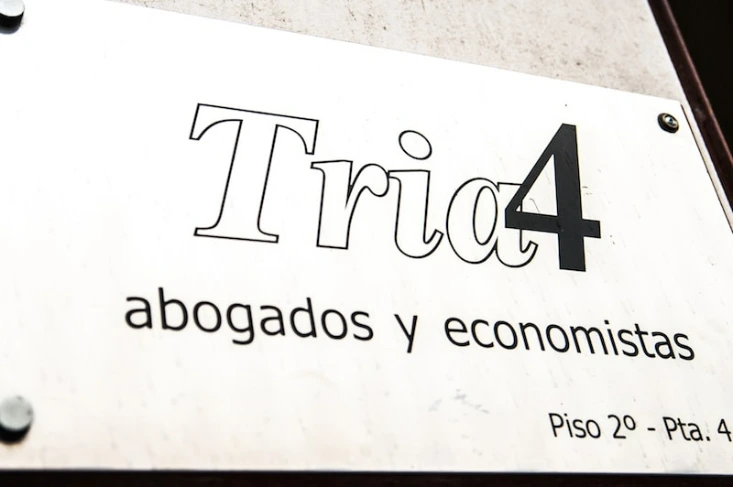 Tria4
abogados y economistas
Piso 2º - Pta. 4